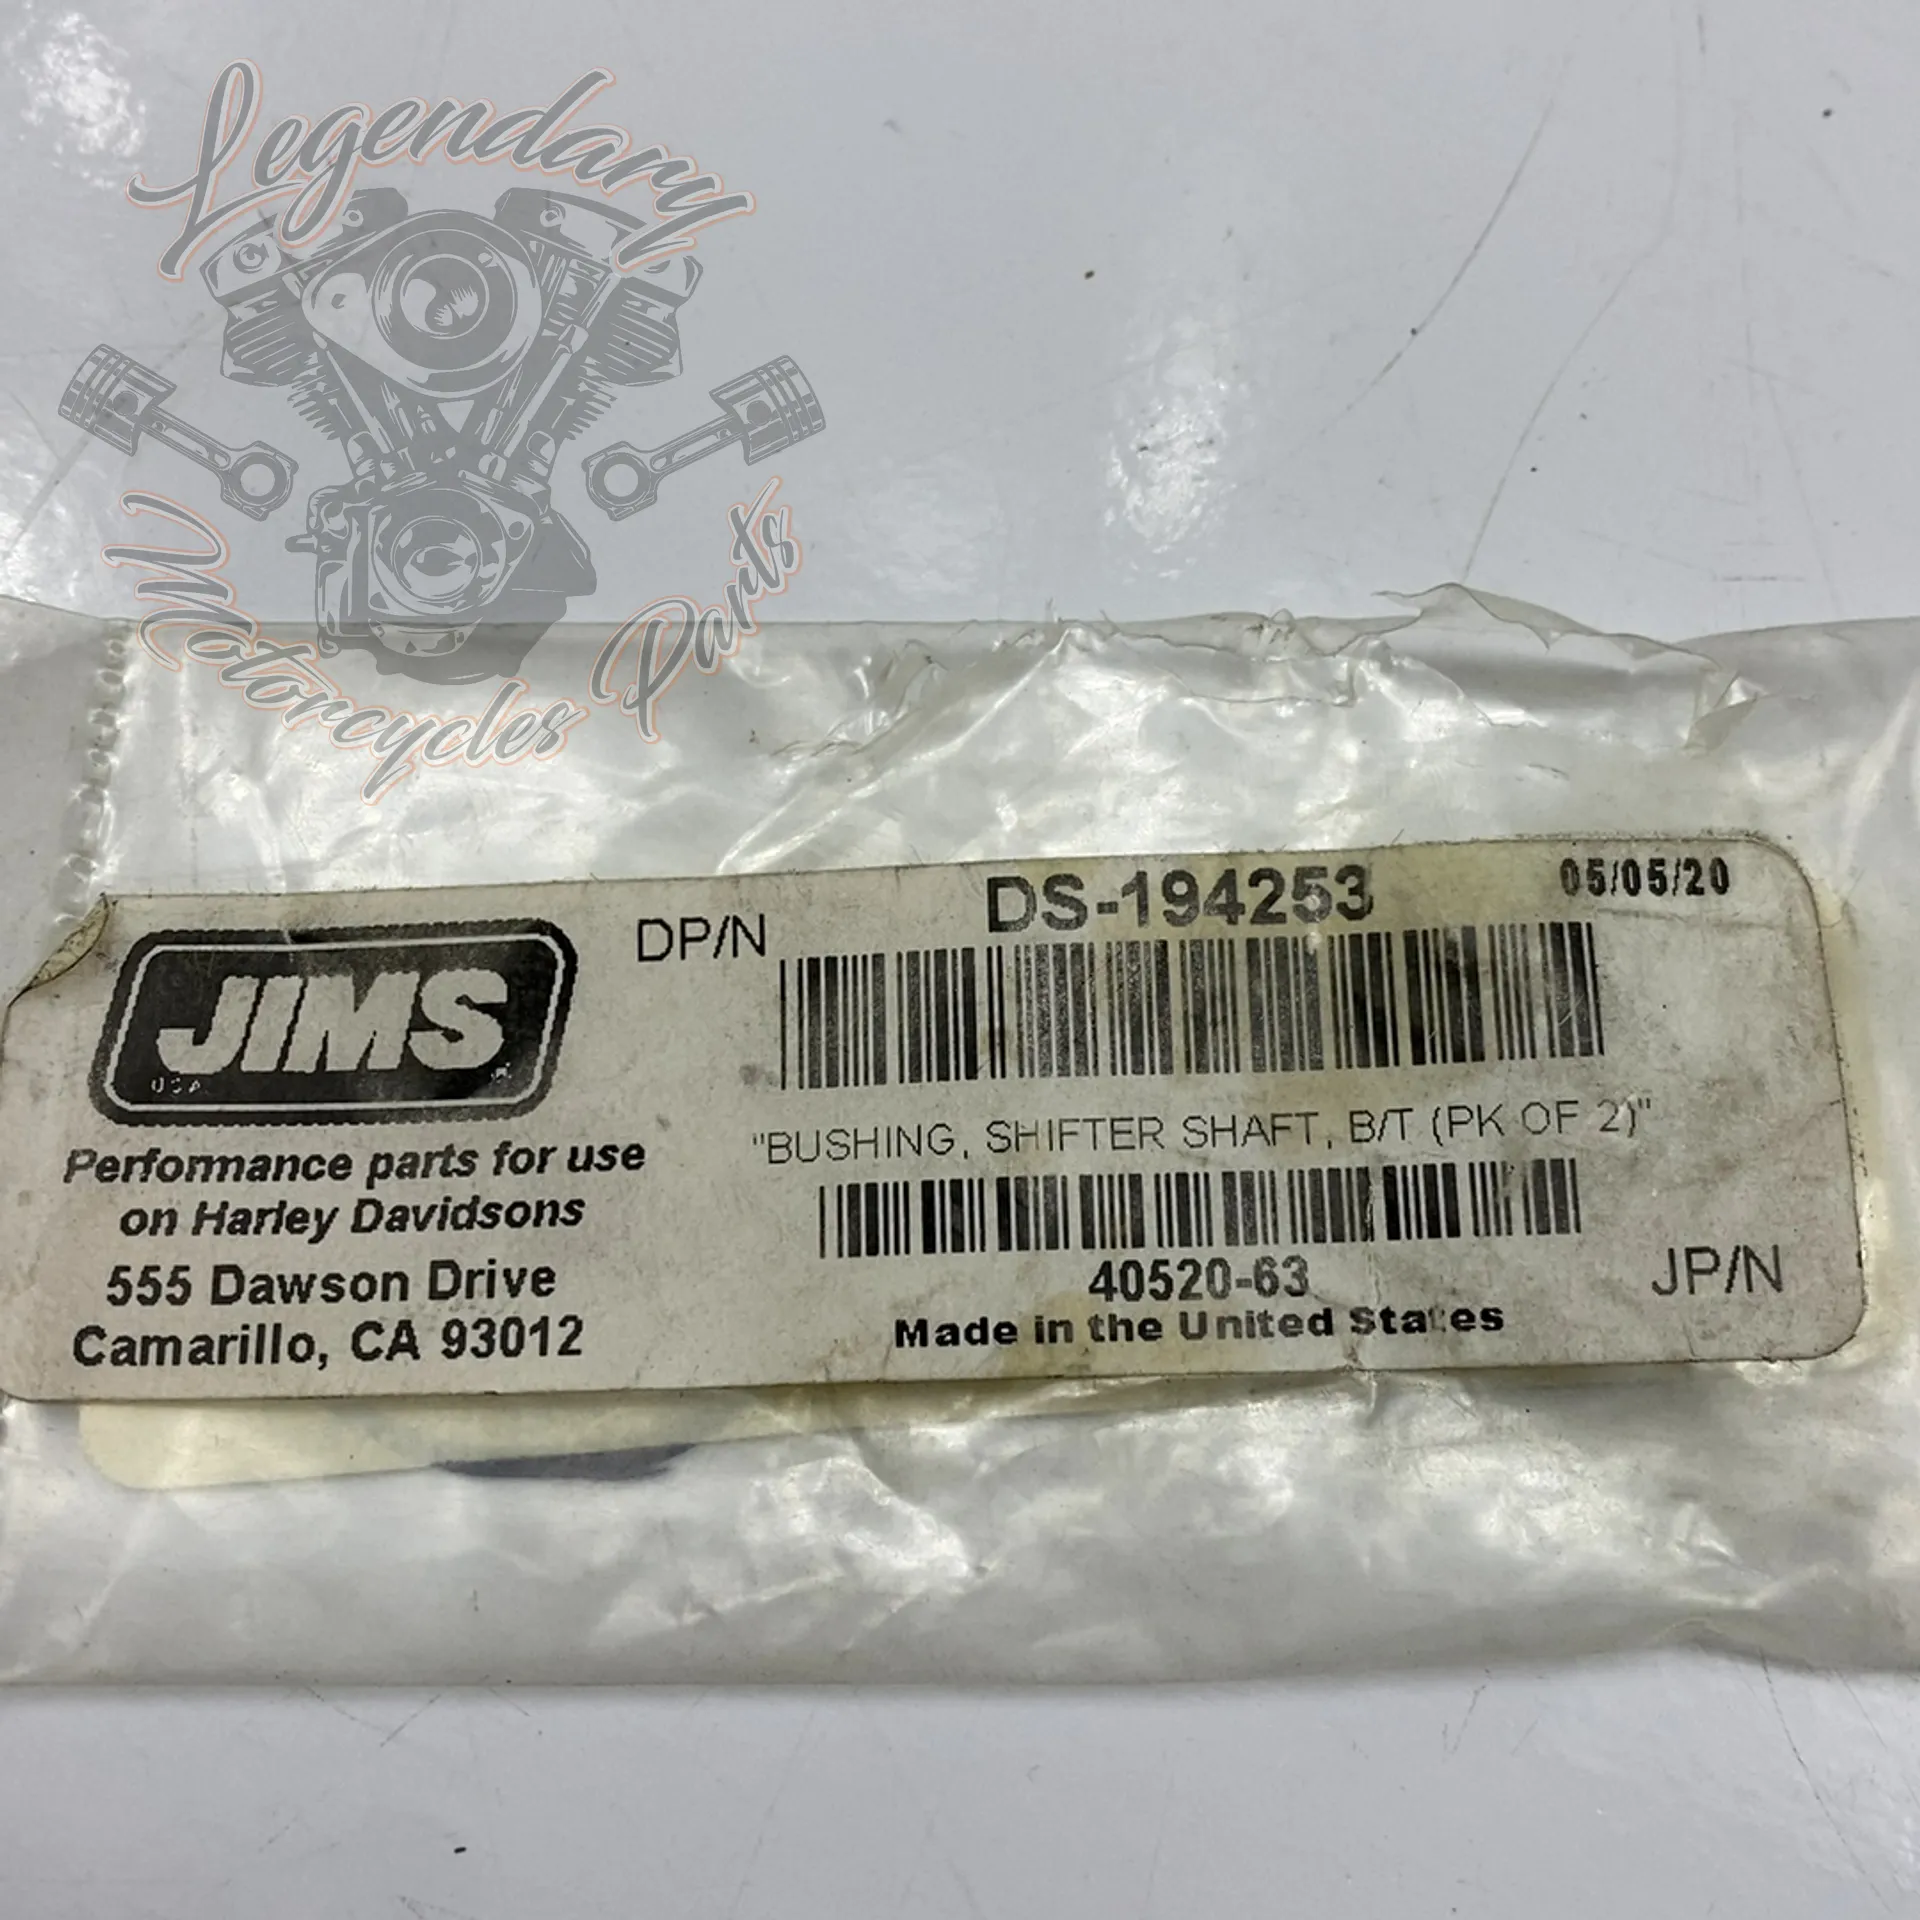 Legendary
Motorcycles Parts
DP/N
DS-194253
05/05/20
JIMS
USA
"BUSHING, SHIFTER SHAFT, B/T (PK OF 2)"
Performance parts for use
on Harley Davidsons
555 Dawson Drive
Camarillo, CA 93012
40520-63
JP/N
Made in the United States